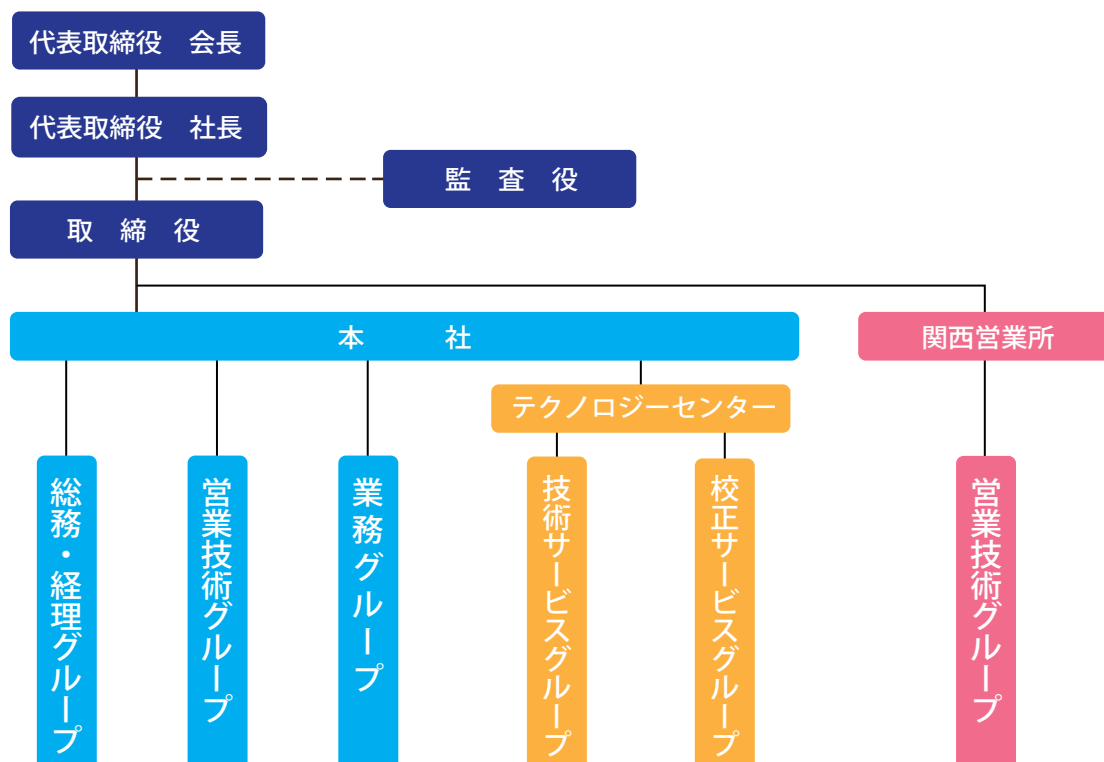 代表取締役　会長
代表取締役　社長
監　査　役
取　締　役
本　　　社
関西営業所
テクノロジーセンター
総務・経理グループ
営業技術グループ
業務グループ
技術サービスグループ
校正サービスグループ
営業技術グループ